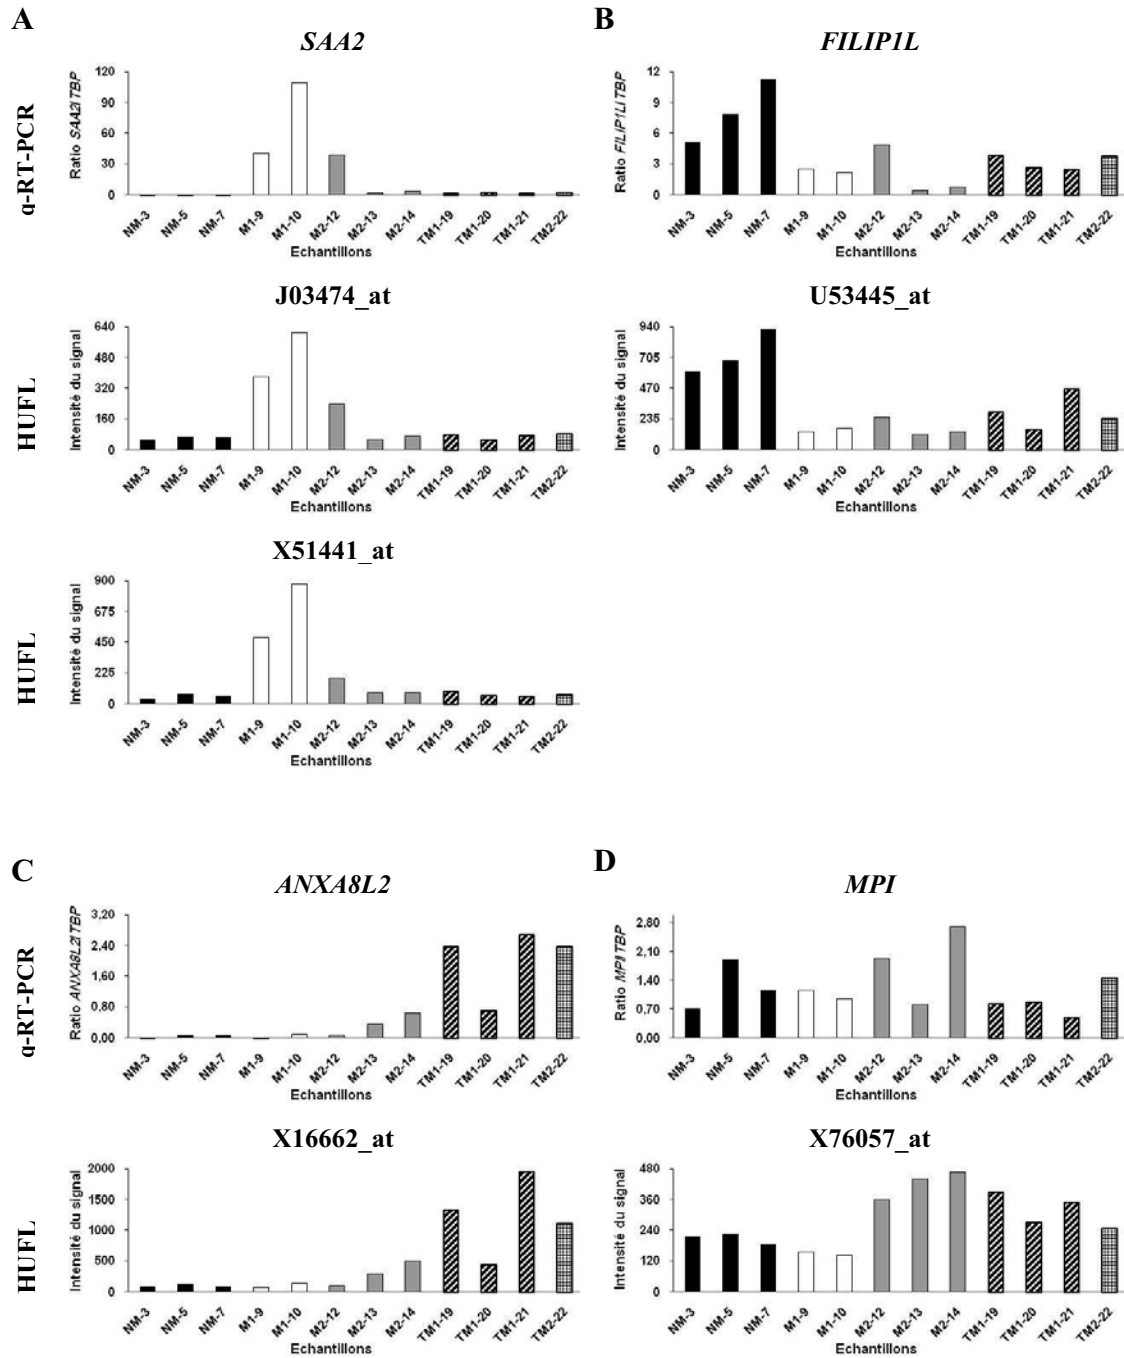 A
SAA2
q-RT-PCR
Ratio SAA2/TBP
120
90
60
30
0
NM-3 NM-5 NM-7 M1-9 M1-10 M2-12 M2-13 M2-14 TM1-19 TM1-20 TM1-21 TM2-22
Echantillons
J03474_at
HUFL
Intensité du signal
640
480
320
160
0
NM-3 NM-5 NM-7 M1-9 M1-10 M2-12 M2-13 M2-14 TM1-19 TM1-20 TM1-21 TM2-22
Echantillons
X51441_at
HUFL
Intensité du signal
900
675
450
225
0
NM-3 NM-5 NM-7 M1-9 M1-10 M2-12 M2-13 M2-14 TM1-19 TM1-20 TM1-21 TM2-22
Echantillons
B
FILIP1L
Ratio FILIP1L/TBP
12
9
6
3
0
NM-3 NM-5 NM-7 M1-9 M1-10 M2-12 M2-13 M2-14 TM1-19 TM1-20 TM1-21 TM2-22
Echantillons
U53445_at
Intensité du signal
940
705
470
235
0
NM-3 NM-5 NM-7 M1-9 M1-10 M2-12 M2-13 M2-14 TM1-19 TM1-20 TM1-21 TM2-22
Echantillons
C
ANXA8L2
q-RT-PCR
Ratio ANXA8L2/TBP
3,20
2,40
1,60
0,80
0,00
NM-3 NM-5 NM-7 M1-9 M1-10 M2-12 M2-13 M2-14 TM1-19 TM1-20 TM1-21 TM2-22
Echantillons
X16662_at
HUFL
Intensité du signal
2000
1500
1000
500
0
NM-3 NM-5 NM-7 M1-9 M1-10 M2-12 M2-13 M2-14 TM1-19 TM1-20 TM1-21 TM2-22
Echantillons
D
MPI
Ratio MPI/TBP
2,80
2,10
1,40
0,70
0,00
NM-3 NM-5 NM-7 M1-9 M1-10 M2-12 M2-13 M2-14 TM1-19 TM1-20 TM1-21 TM2-22
Echantillons
X76057_at
Intensité du signal
480
360
240
120
0
NM-3 NM-5 NM-7 M1-9 M1-10 M2-12 M2-13 M2-14 TM1-19 TM1-20 TM1-21 TM2-22
Echantillons